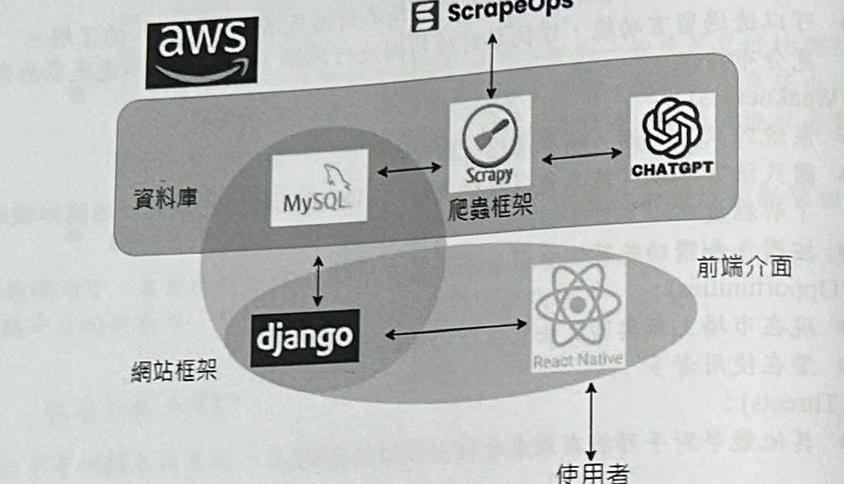 ScrapeOps
aws
Scrapy
CHATGPT
MySQL
資料庫
爬蟲框架
前端介面
django
React Native
網站框架
使用者